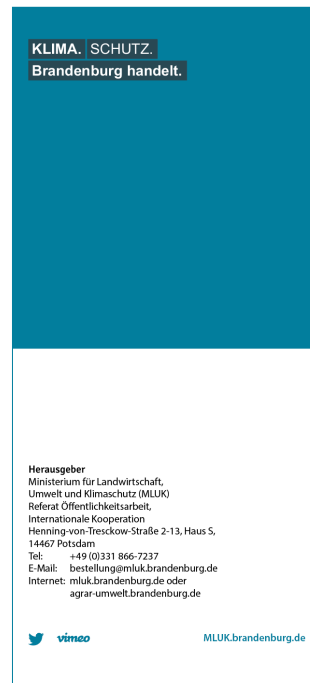 KLIMA. SCHUTZ.
Brandenburg handelt.
Herausgeber
Ministerium für Landwirtschaft,
Umwelt und Klimaschutz (MLUK)
Referat Öffentlichkeitsarbeit,
Internationale Kooperation
Henning-von-Tresckow-Straße 2-13, Haus S,
14467 Potsdam
Tel: +49 (0)331 866-7237
E-Mail: bestellung@mluk.brandenburg.de
Internet: mluk.brandenburg.de oder
agrar-umwelt.brandenburg.de
vimeo MLUK.brandenburg.de